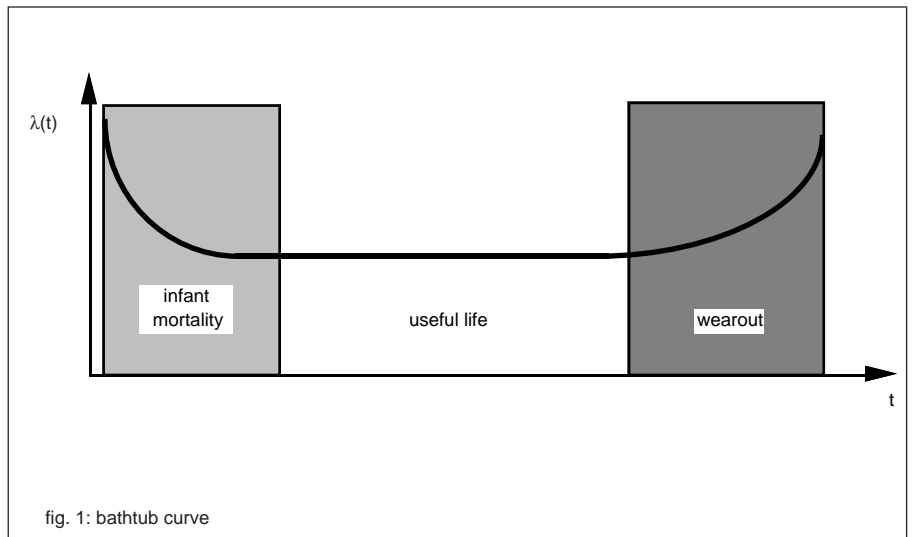 λ(t)
infant
mortality
useful life
wearout
t
fig. 1: bathtub curve